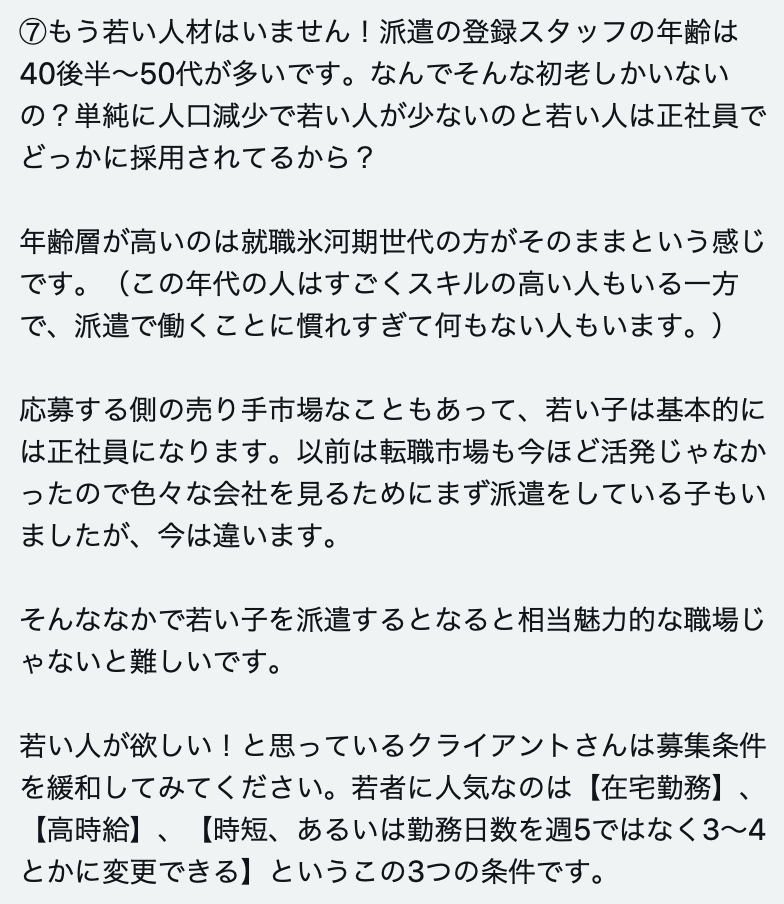 ⑦もう若い人材はいません！派遣の登録スタッフの年齢は
40後半〜50代が多いです。なんでそんな初老しかいない
の？単純に人口減少で若い人が少ないのと若い人は正社員で
どっかに採用されてるから？
年齢層が高いのは就職氷河期世代の方がそのままという感じ
です。（この年代の人はすごくスキルの高い人もいる一方
で、派遣で働くことに慣れすぎて何もない人もいます。）
応募する側の売り手市場なこともあって、若い子は基本的に
は正社員になります。以前は転職市場も今ほど活発じゃなか
ったので色々な会社を見るためにまず派遣をしている子もい
ましたが、今は違います。
そんななかで若い子を派遣するとなると相当魅力的な職場じ
ゃないと難しいです。
若い人が欲しい！と思っているクライアントさんは募集条件
を緩和してみてください。若者に人気なのは【在宅勤務】、
【高時給】、【時短、あるいは勤務日数を週5ではなく3〜4
とかに変更できる】というこの3つの条件です。